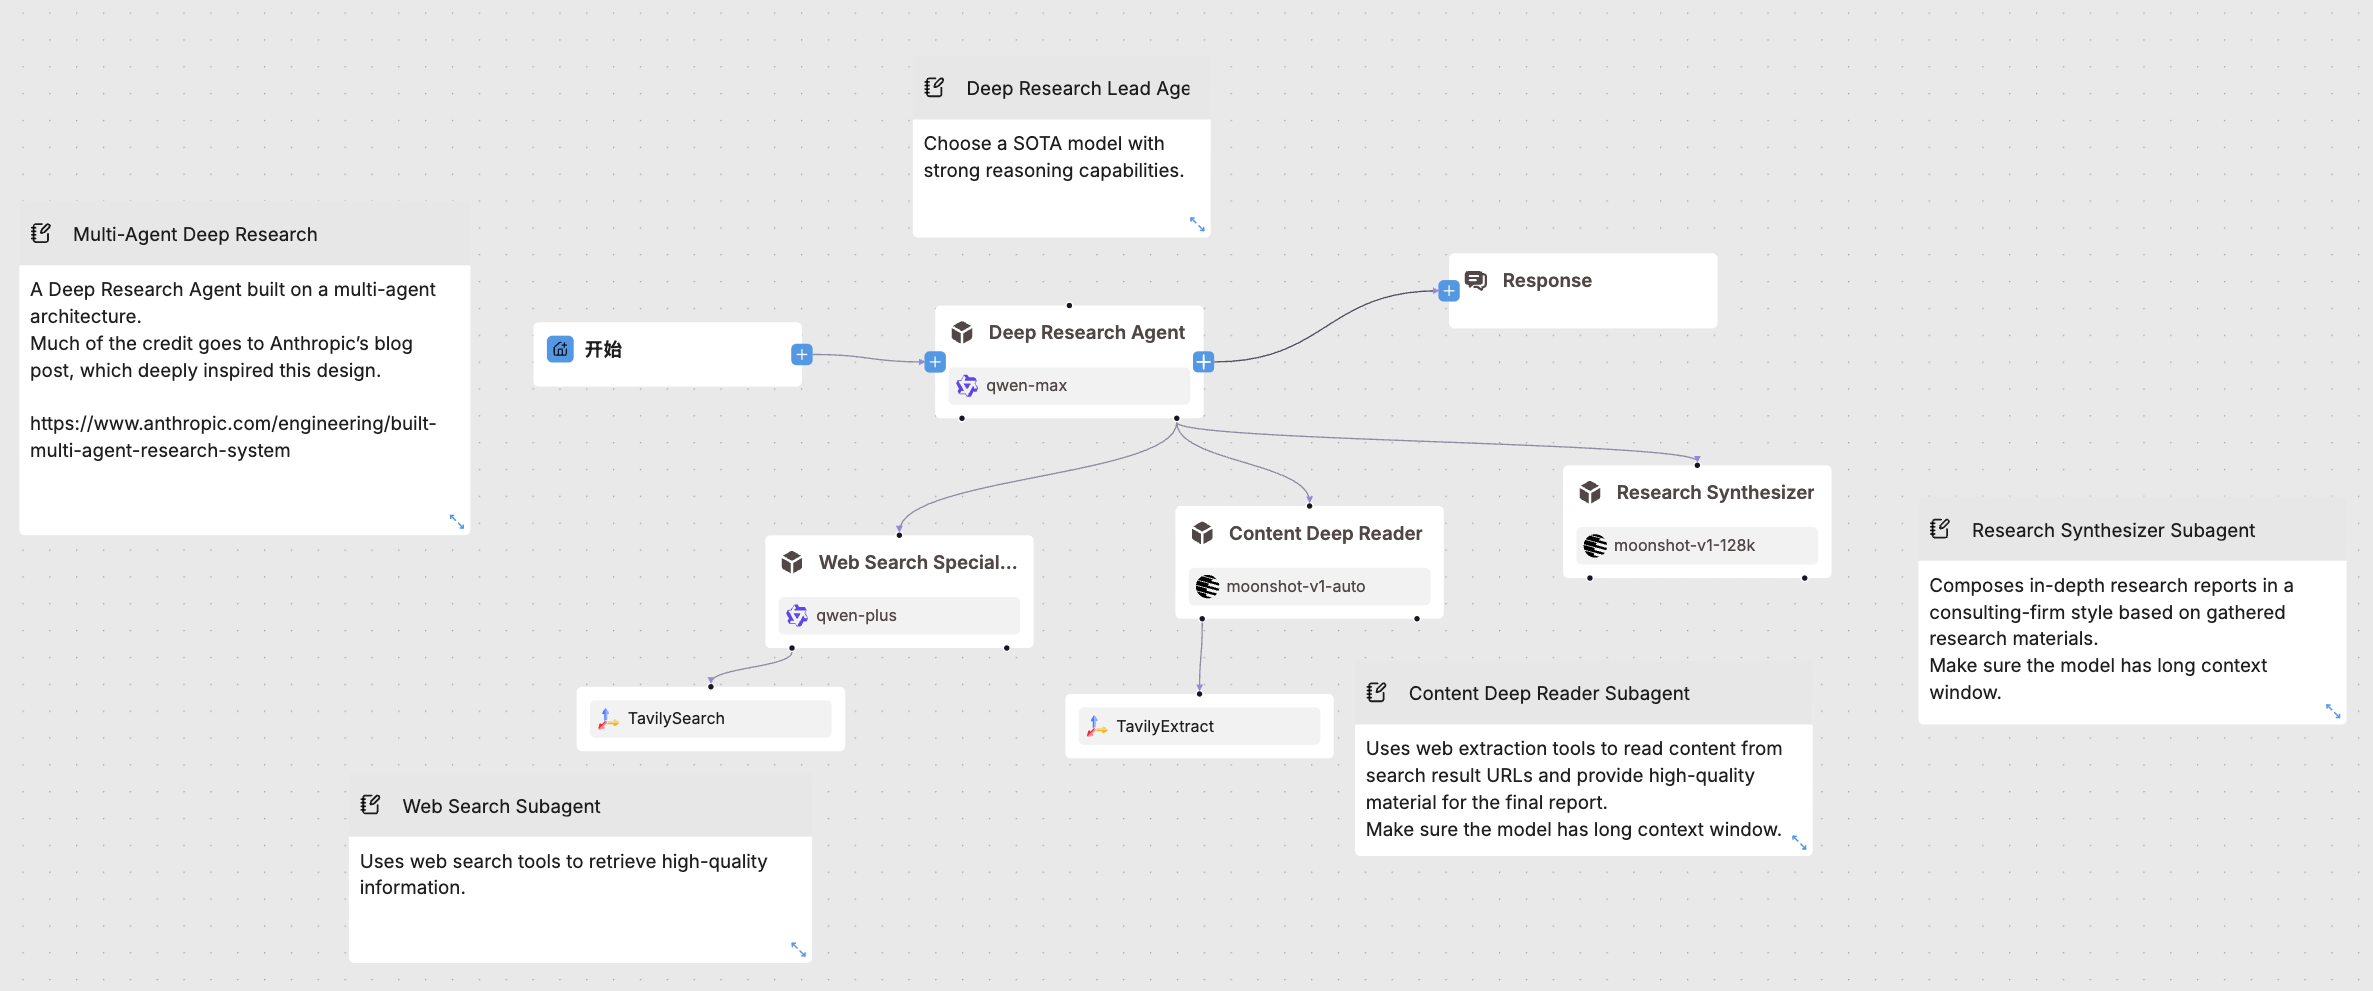 Deep Research Lead Age
Choose a SOTA model with
strong reasoning capabilities.
Multi-Agent Deep Research
A Deep Research Agent built on a multi-agent
architecture.
Much of the credit goes to Anthropic’s blog
post, which deeply inspired this design.
https://www.anthropic.com/engineering/built-
multi-agent-research-system
开始
Deep Research Agent
qwen-max
Response
Web Search Special...
qwen-plus
TavilySearch
Content Deep Reader
moonshot-v1-auto
TavilyExtract
Research Synthesizer
moonshot-v1-128k
Research Synthesizer Subagent
Composes in-depth research reports in a
consulting-firm style based on gathered
research materials.
Make sure the model has long context
window.
Content Deep Reader Subagent
Uses web extraction tools to read content from
search result URLs and provide high-quality
material for the final report.
Make sure the model has long context window.
Web Search Subagent
Uses web search tools to retrieve high-quality
information.